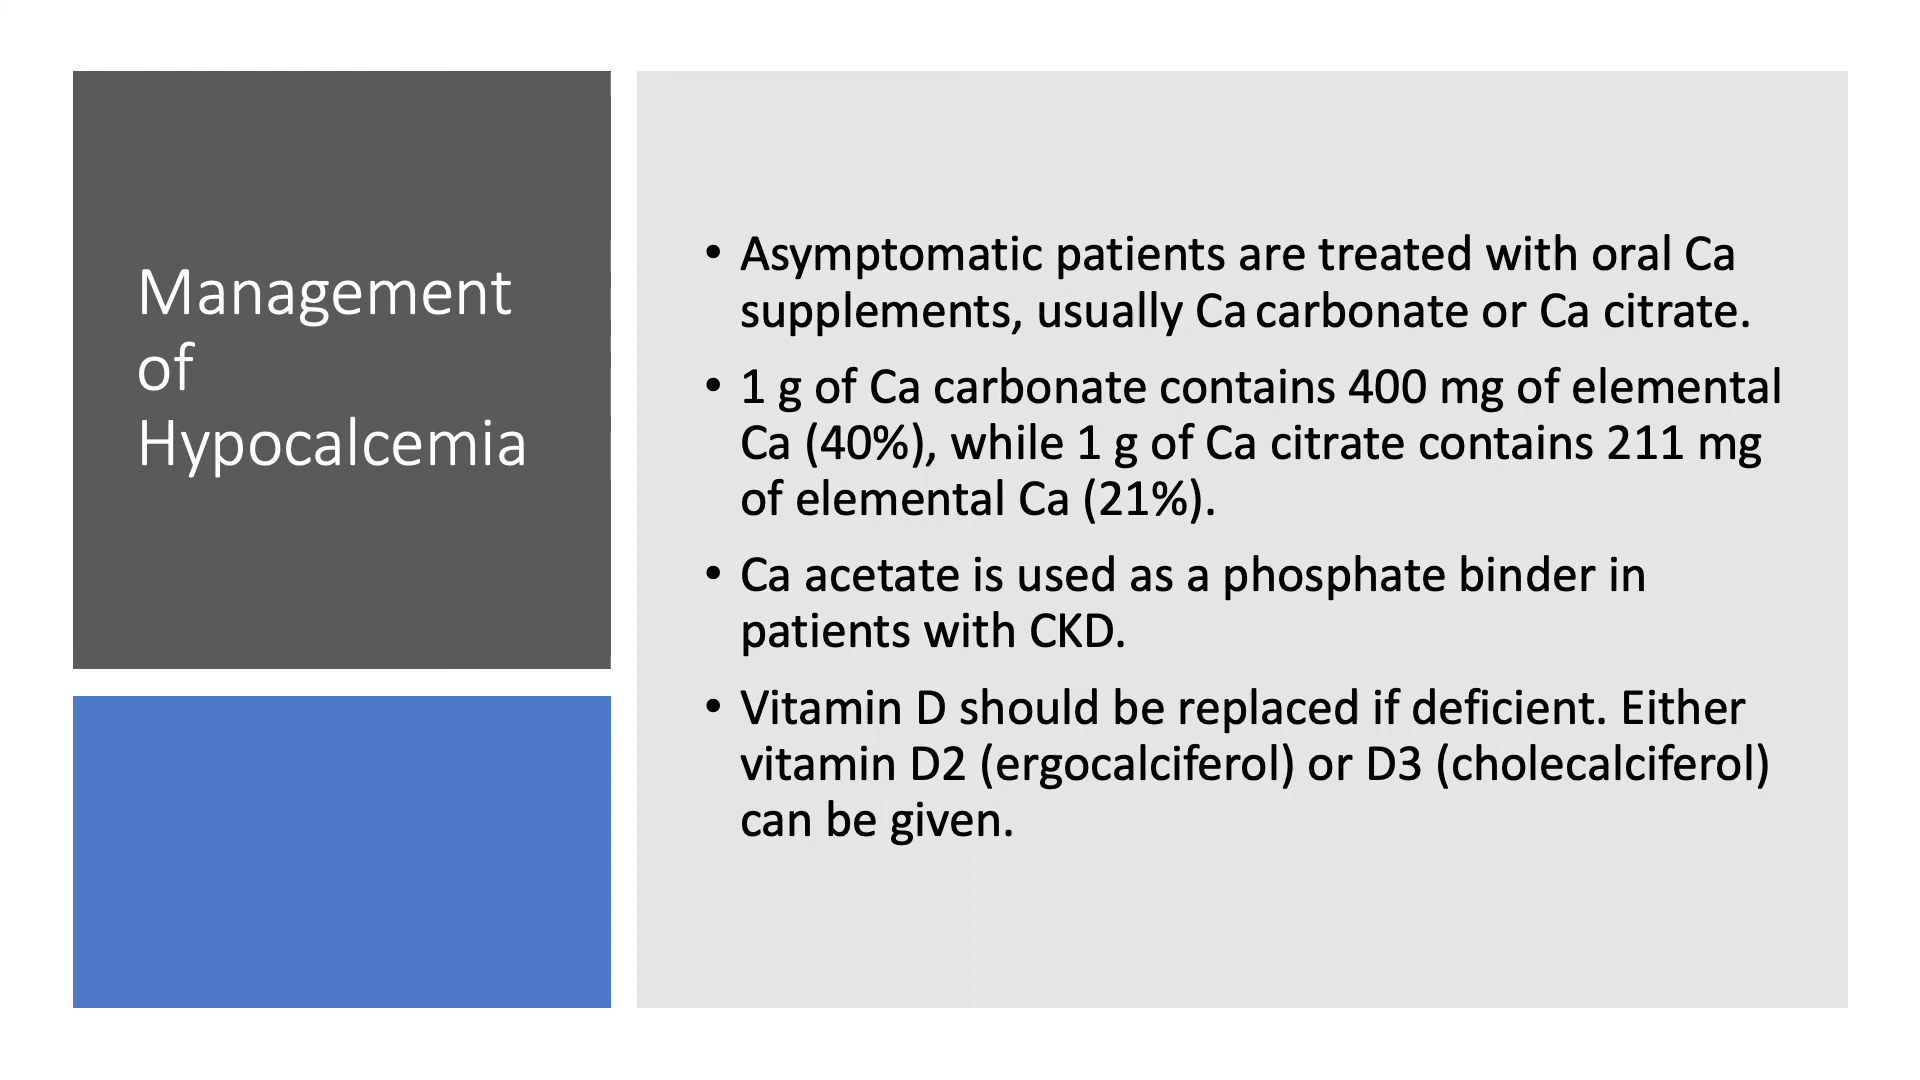 Management
of
Hypocalcemia
• Asymptomatic patients are treated with oral Ca
supplements, usually Ca carbonate or Ca citrate.
• 1 g of Ca carbonate contains 400 mg of elemental
Ca (40%), while 1 g of Ca citrate contains 211 mg
of elemental Ca (21%).
• Ca acetate is used as a phosphate binder in
patients with CKD.
• Vitamin D should be replaced if deficient. Either
vitamin D2 (ergocalciferol) or D3 (cholecalciferol)
can be given.